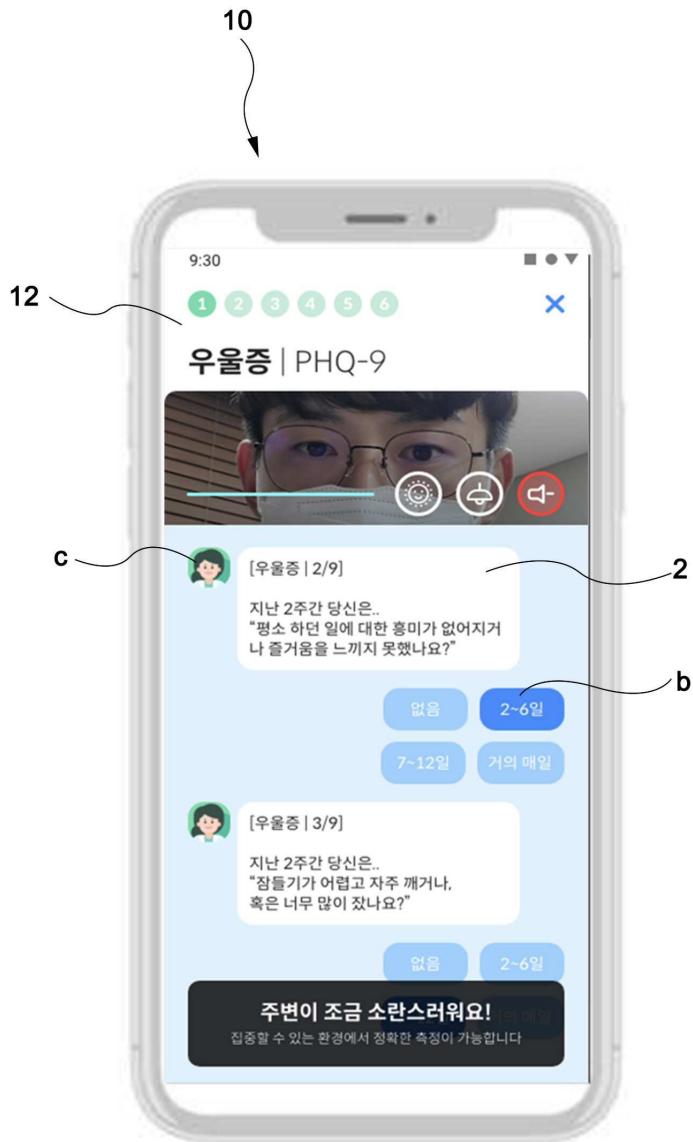 10
9:30
12
1 2 3 4 5 6
우울증 | PHQ-9
c
[우울증 | 2/9]
2
지난 2주간 당신은..
“평소 하던 일에 대한 흥미가 없어지거
나 즐거움을 느끼지 못했나요?”
b
없음 2~6일
7~12일 거의 매일
[우울증 | 3/9]
지난 2주간 당신은..
“잠들기가 어렵고 자주 깨거나,
혹은 너무 많이 잤나요?”
없음 2~6일
주변이 조금 소란스러워요!
집중할 수 있는 환경에서 정확한 측정이 가능합니다